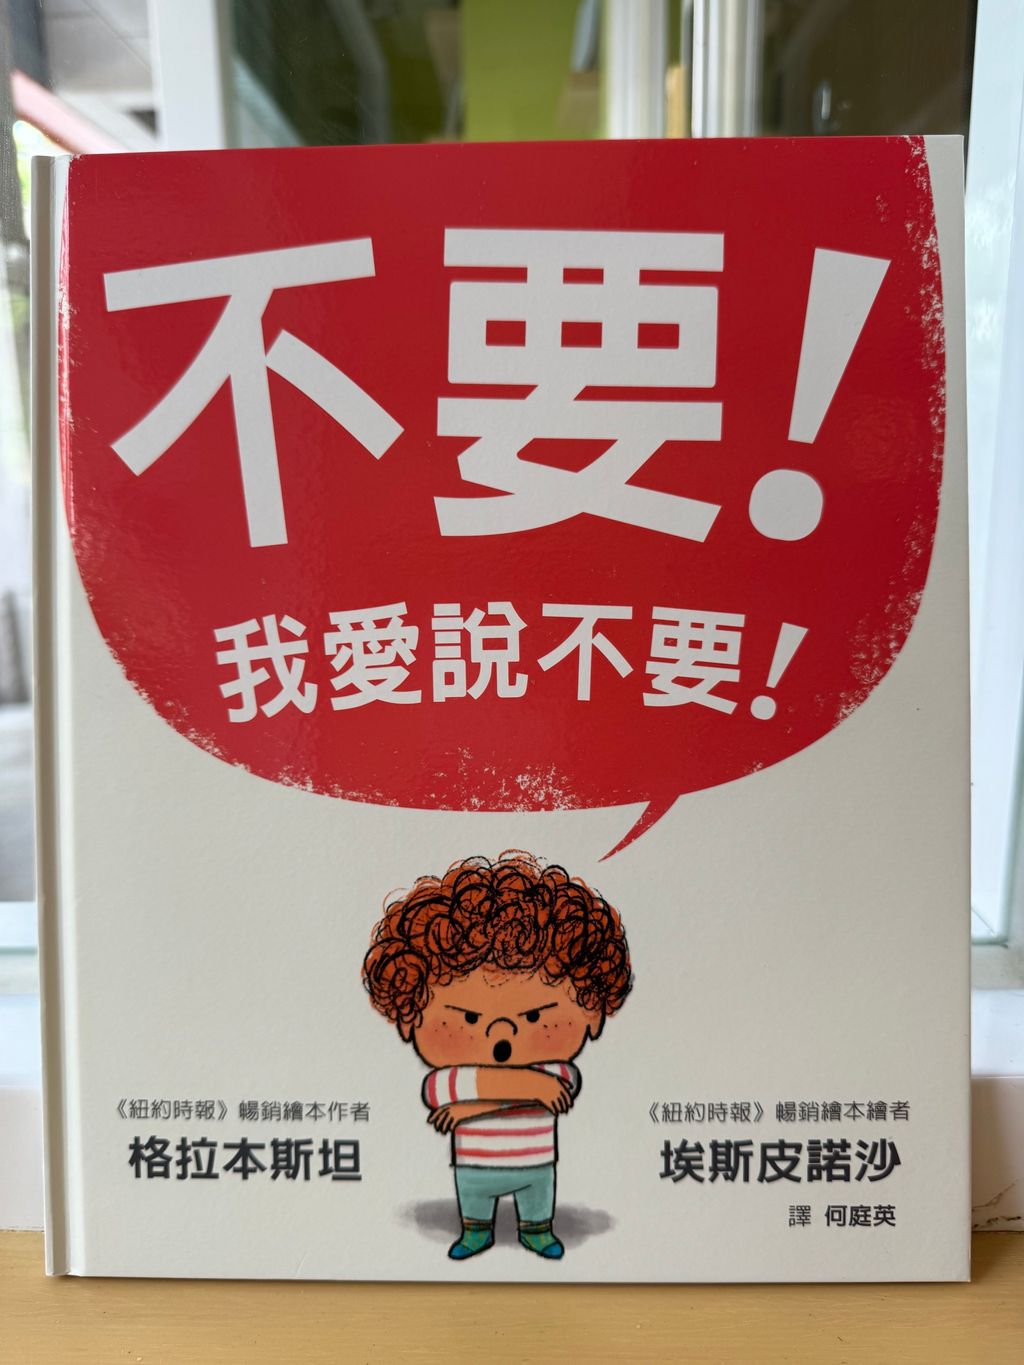 不要!
我愛說不要!
《紐約時報》暢銷繪本作者
格拉本斯坦
《紐約時報》暢銷繪本繪者
埃斯皮諾沙
譯 何庭英